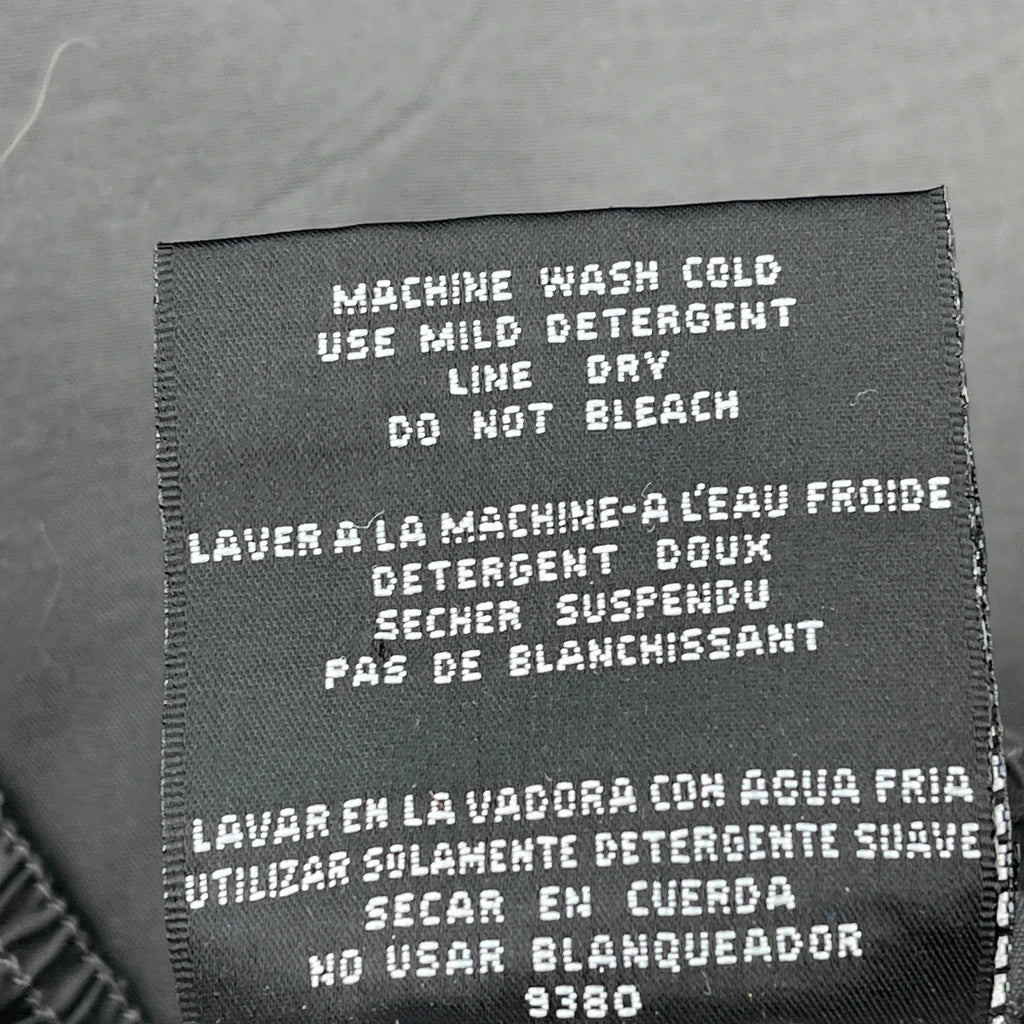 MACHINE WASH COLD
USE MILD DETERGENT
LINE DRY
DO NOT BLEACH
LAVER A LA MACHINE-A L'EAU FROIDE
DETERGENT DOUX
SECHER SUSPENDU
PAS DE BLANCHISSANT
LAVAR EN LA VADORA CON AGUA FRIA
UTILIZAR SOLAMENTE DETERGENTE SUAVE
SECAR EN CUERDA
NO USAR BLANQUEADOR
9380